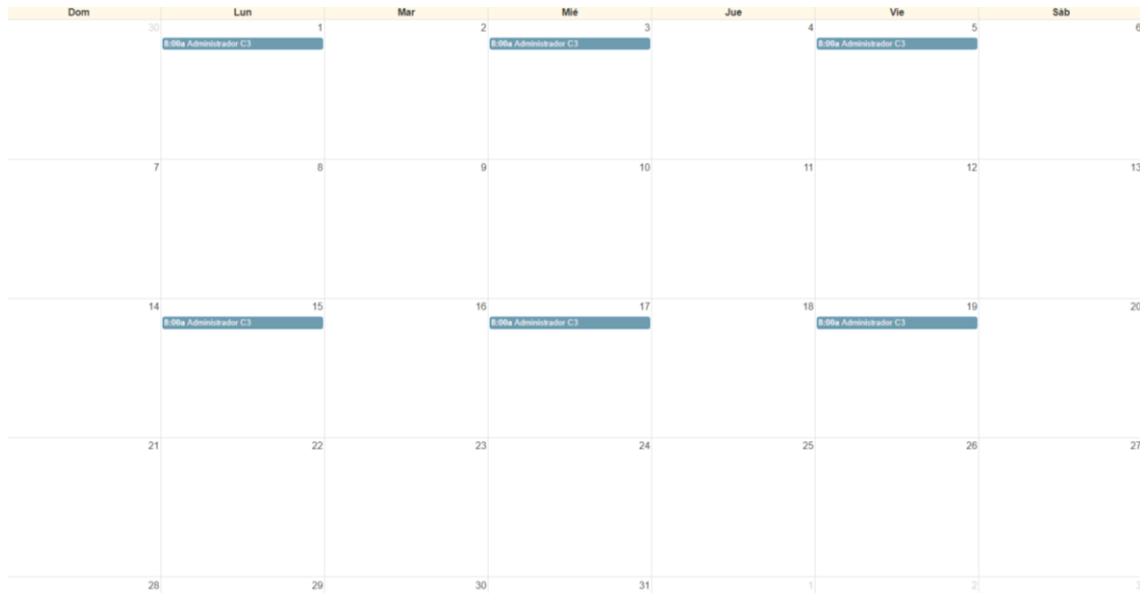 Dom Lun Mar Mié Jue Vie Sáb
30 1 2 3 4 5 6
8:00a Administrador C3 8:00a Administrador C3 8:00a Administrador C3
7 8 9 10 11 12 13
14 15 16 17 18 19 20
8:00a Administrador C3 8:00a Administrador C3 8:00a Administrador C3
21 22 23 24 25 26 27
28 29 30 31 1 2 3